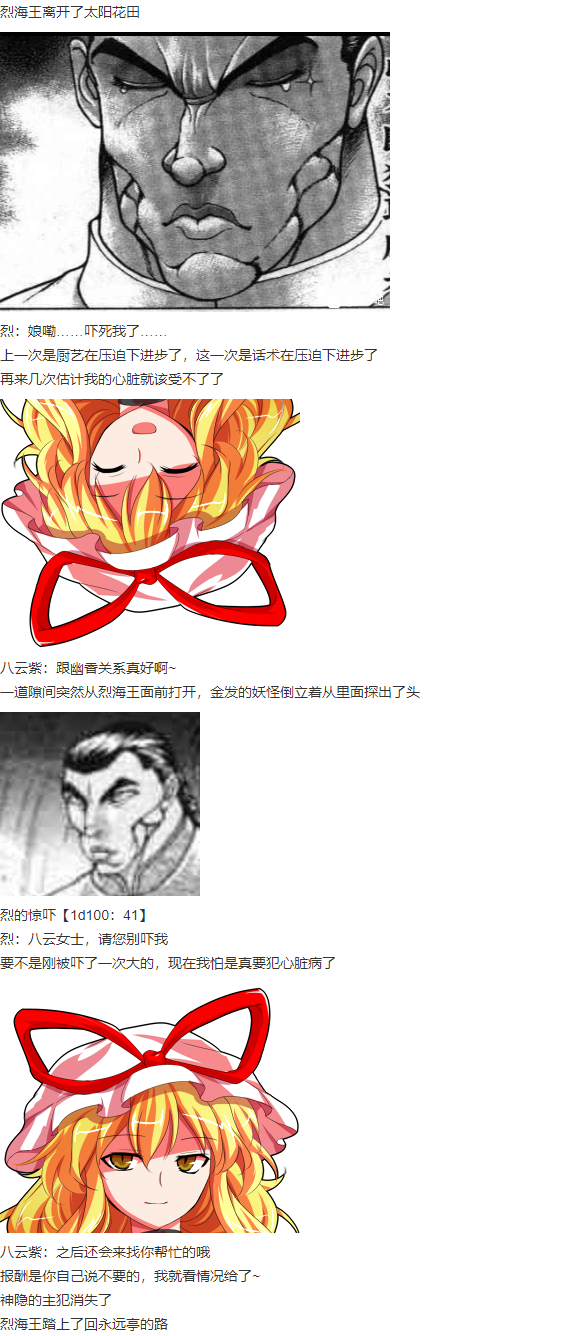 烈海王离开了太阳花田
烈：娘嘞……吓死我了……
上一次是厨艺在压迫下进步了，这一次是话术在压迫下进步了
再来几次估计我的心脏就该受不了了
八云紫：跟幽香关系真好啊~
一道隙间突然从烈海王面前打开，金发的妖怪倒立着从里面探出了头
烈的惊吓【1d100：41】
烈：八云女士，请您别吓我
要不是刚被吓了一次大的，现在我怕是真要犯心脏病了
八云紫：之后还会来找你帮忙的哦
报酬是你自己说不要的，我就看情况给了~
神隐的主犯消失了
烈海王踏上了回永远亭的路